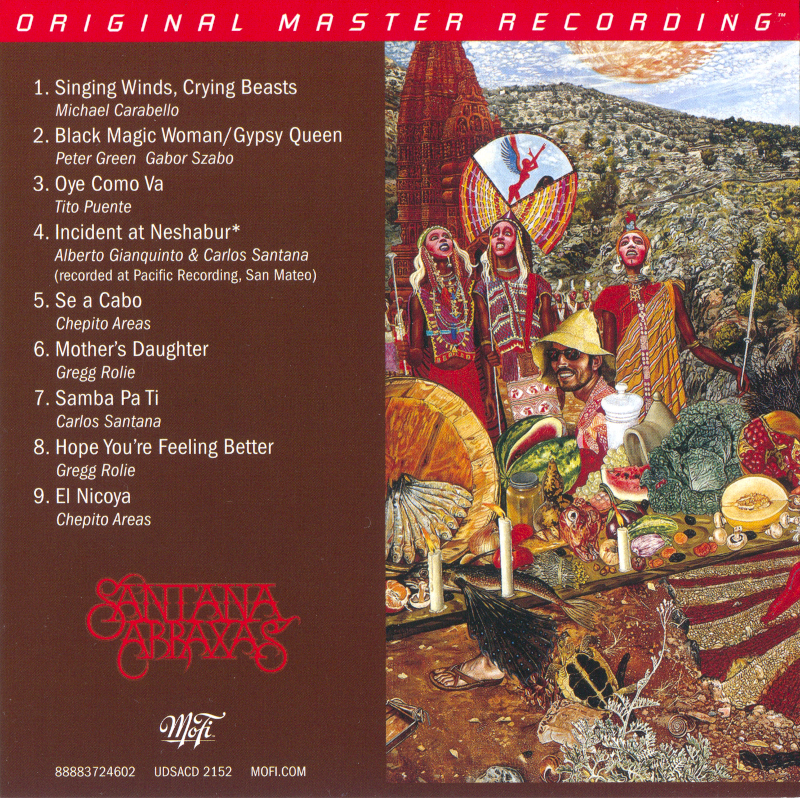 ORIGINAL MASTER RECORDING™
1. Singing Winds, Crying Beasts
Michael Carabello
2. Black Magic Woman/Gypsy Queen
Peter Green Gabor Szabo
3. Oye Como Va
Tito Puente
4. Incident at Neshabur*
Alberto Gianquinto & Carlos Santana
(recorded at Pacific Recording, San Mateo)
5. Se a Cabo
Chepito Areas
6. Mother's Daughter
Gregg Rolie
7. Samba Pa Ti
Carlos Santana
8. Hope You're Feeling Better
Gregg Rolie
9. El Nicoya
Chepito Areas
SANTANA
ABRAXAS
MoFi
88883724602 UDSACD 2152 MOFI.COM